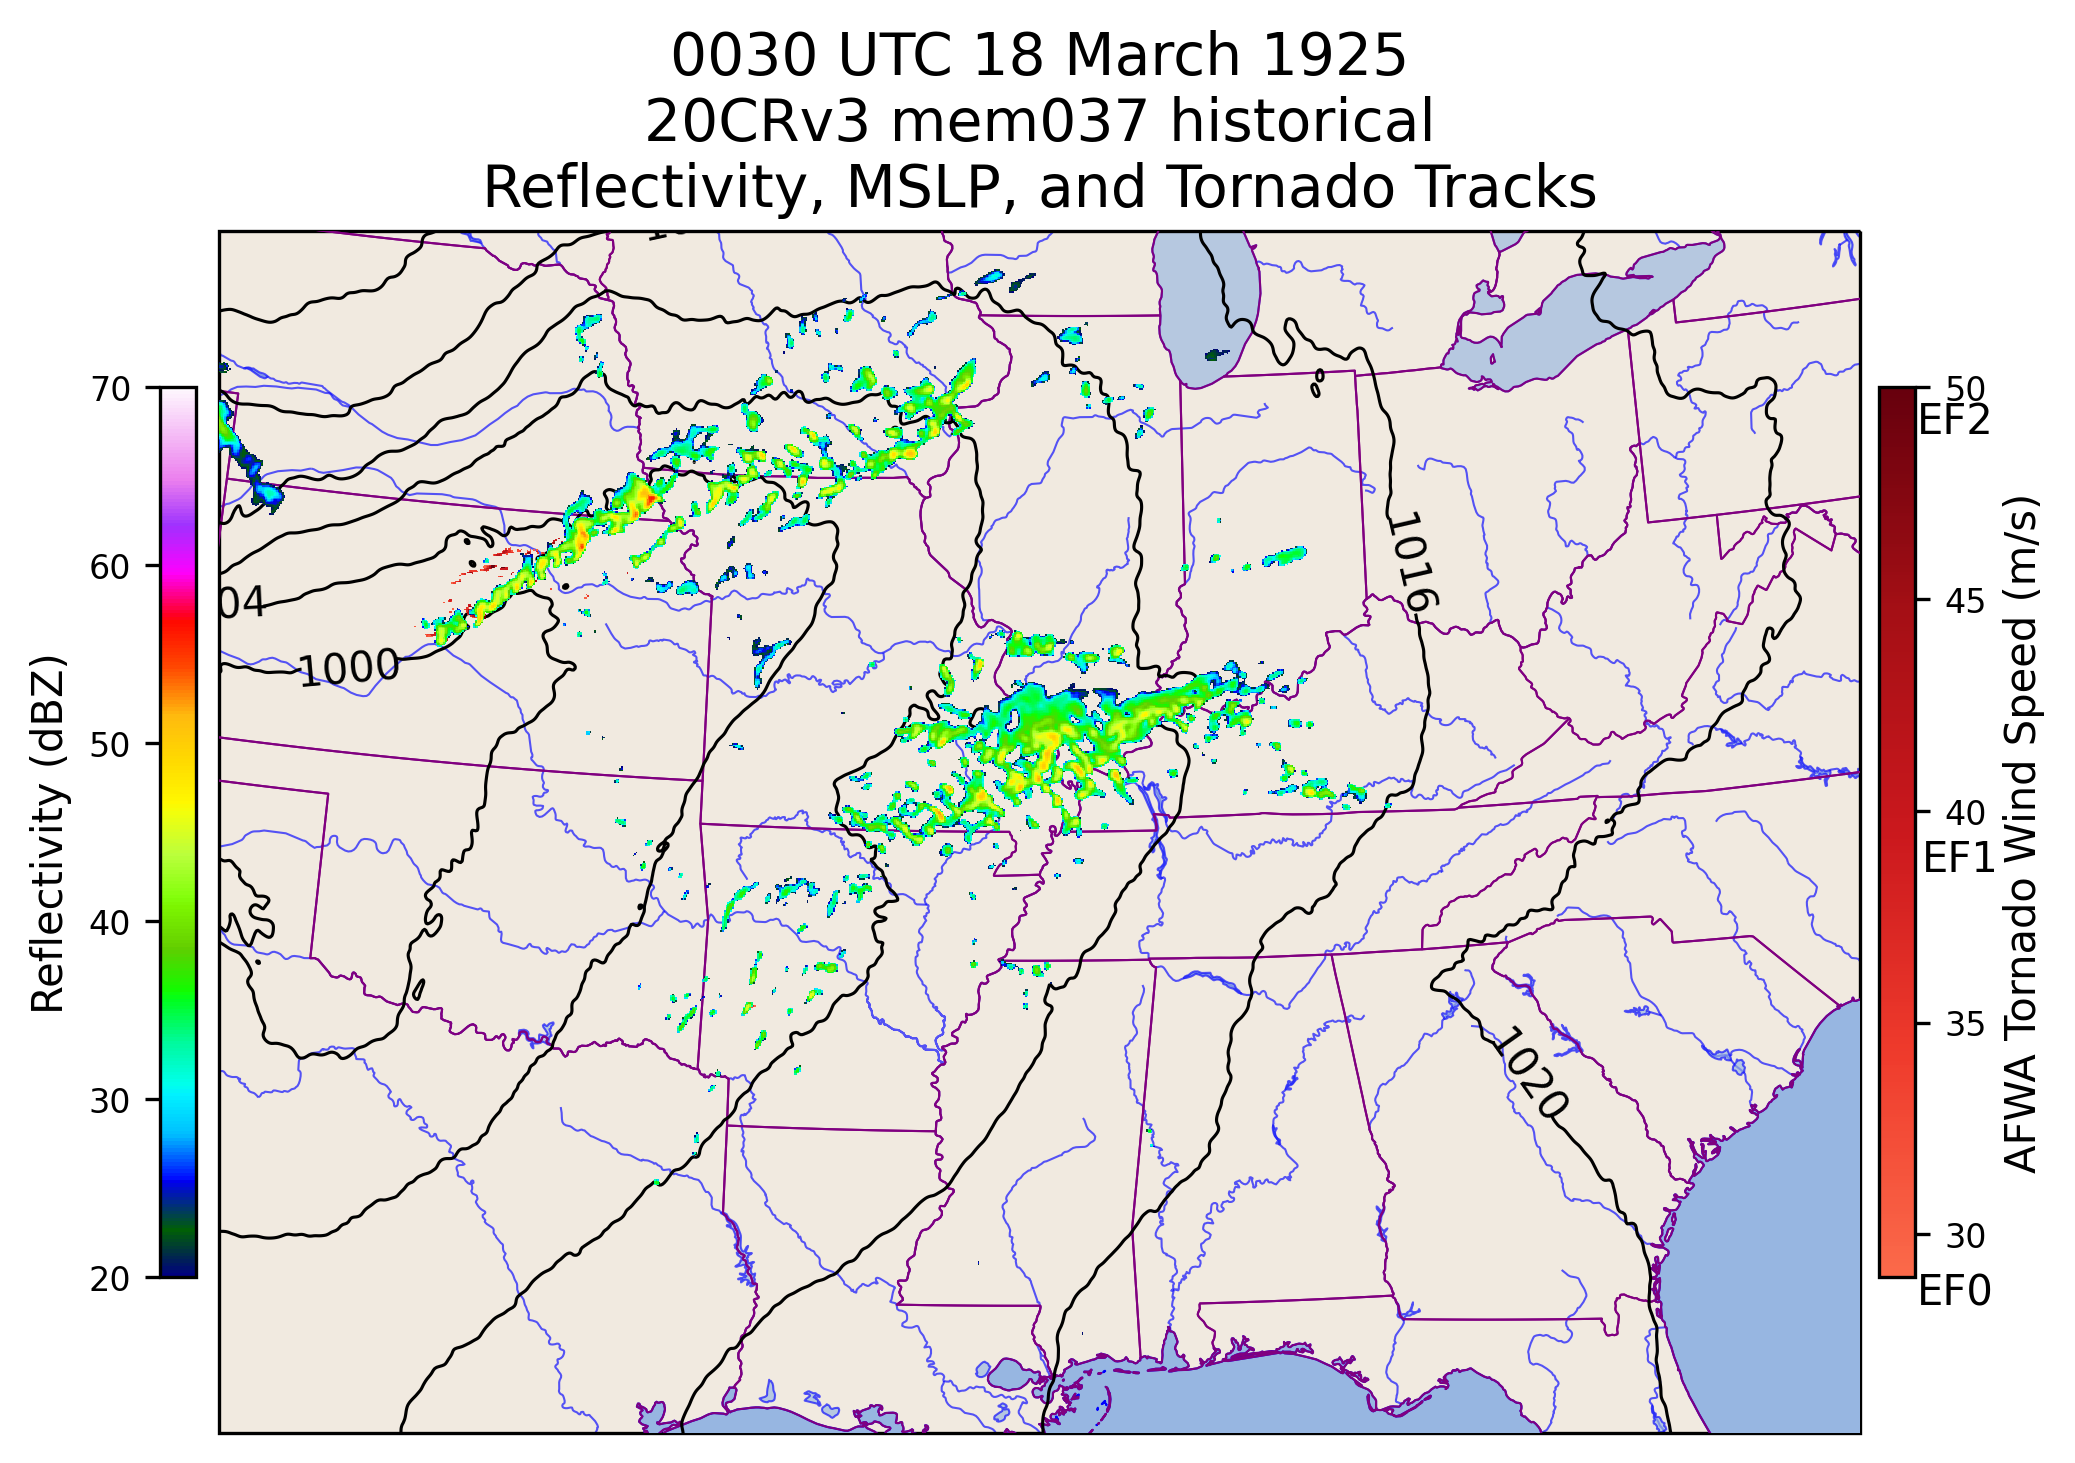 0030 UTC 18 March 1925
20CRv3 mem037 historical
Reflectivity, MSLP, and Tornado Tracks
70
60
50
40
30
20
Reflectivity (dBZ)
04
1000
1016
1020
50
EF2
45
40
EF1
35
30
EF0
AFWA Tornado Wind Speed (m/s)